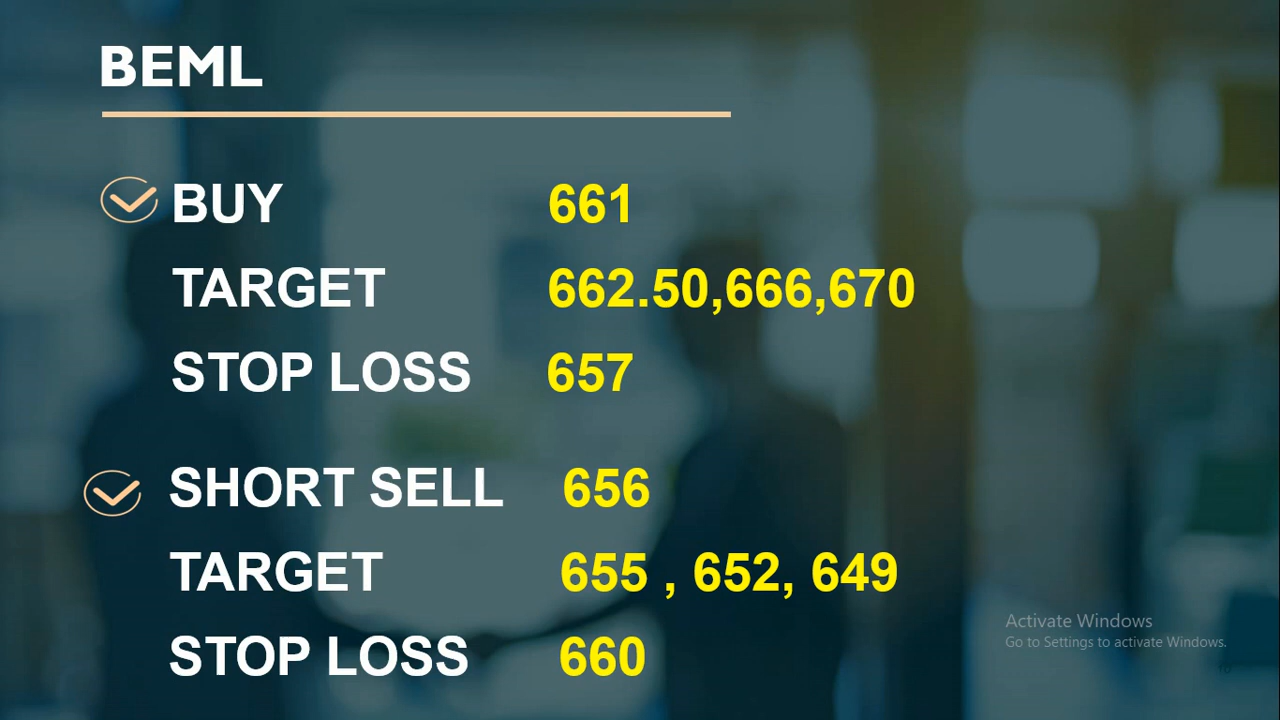 BEML
BUY 661
TARGET 662.50,666,670
STOP LOSS 657
SHORT SELL 656
TARGET 655 , 652, 649
STOP LOSS 660
Activate Windows
Go to Settings to activate Windows.